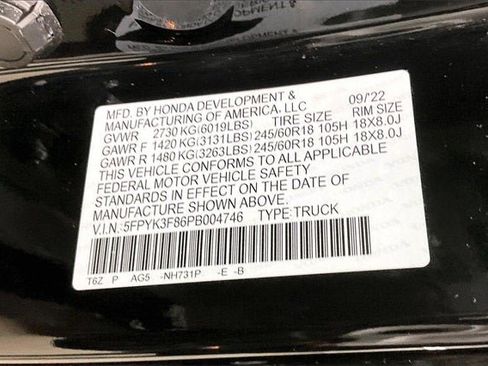 MFD. BY HONDA DEVELOPMENT & 09/'22
MANUFACTURING OF AMERICA, LLC
GVWR 2730 KG(6019LBS) TIRE SIZE RIM SIZE
GAWR F 1420 KG(3131LBS) 245/60R18 105H 18X8.0J
GAWR R 1480 KG(3263LBS) 245/60R18 105H 18X8.0J
THIS VEHICLE CONFORMS TO ALL APPLICABLE
FEDERAL MOTOR VEHICLE SAFETY
STANDARDS IN EFFECT ON THE DATE OF
MANUFACTURE SHOWN ABOVE.
V.I.N.:5FPYK3F86PB004746 TYPE:TRUCK
T6Z P AG5 -NH731P -E -B